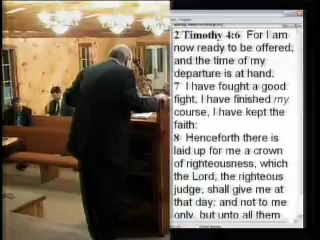 2 Timothy 4:6 For I am
now ready to be offered,
and the time of my
departure is at hand.
7 I have fought a good
fight, I have finished my
course, I have kept the
faith:
8 Henceforth there is
laid up for me a crown
of righteousness, which
the Lord, the righteous
judge, shall give me at
that day: and not to me
only, but unto all them